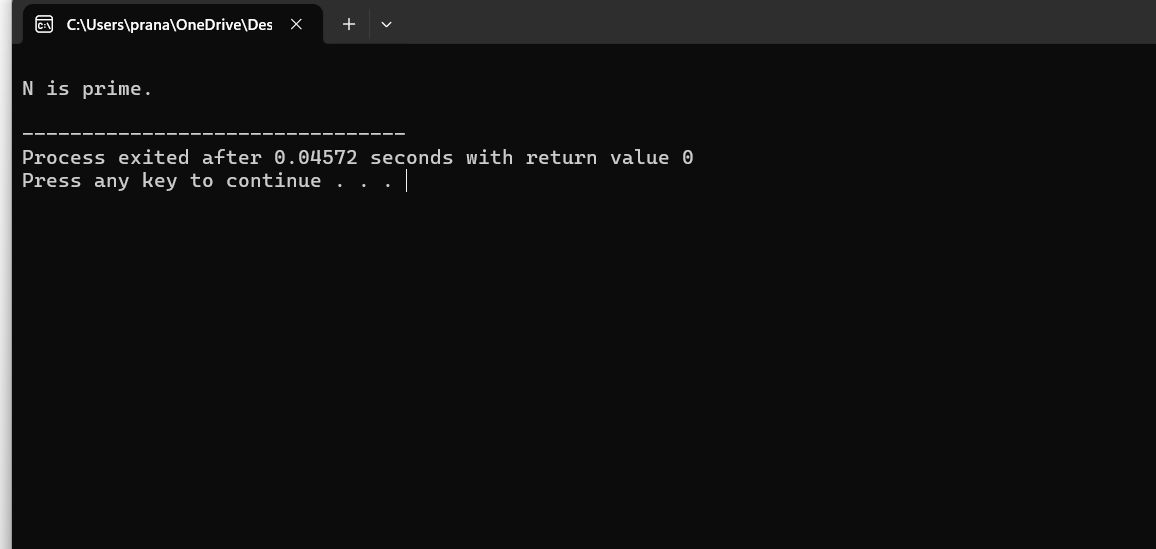 C:\Users\prana\OneDrive\Des
N is prime.
--------------------------------
Process exited after 0.04572 seconds with return value 0
Press any key to continue . . .